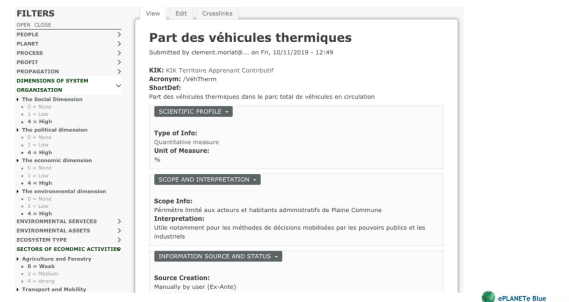 FILTERS
OPEN CLOSE
PEOPLE
PLANET
PROCESS
PROFIT
PROPAGATION
DIMENSIONS OF SYSTEM
ORGANISATION
The Social Dimension
0 = None
1 = Low
4 = High
The political dimension
0 = None
1 = Low
4 = High
The economic dimension
0 = None
1 = Low
4 = High
The environmental dimension
0 = None
1 = Low
4 = High
ENVIRONMENTAL SERVICES
ENVIRONMENTAL ASSETS
ECOSYSTEM TYPE
SECTORS OF ECONOMIC ACTIVITIES
Agriculture and Forestry
0 = Weak
2 = Medium
4 = strong
Transport and Mobility
View Edit Crosslinks
Part des véhicules thermiques
Submitted by clement.morlat@... on Fri, 10/11/2019 - 12:49
KIK: KIK Territoire Apprenant Contributif
Acronym: /VéhTherm
ShortDef:
Part des véhicules thermiques dans le parc total de véhicules en circulation
SCIENTIFIC PROFILE
Type of Info:
Quantitative measure
Unit of Measure:
%
SCOPE AND INTERPRETATION
Scope Info:
Périmètre limité aux acteurs et habitants administratifs de Plaine Commune
Interpretation:
Utile notamment pour les méthodes de décisions mobilisées par les pouvoirs publics et les
industriels
INFORMATION SOURCE AND STATUS
Source Creation:
Manually by user (Ex-Ante)
ePLANETe Blue